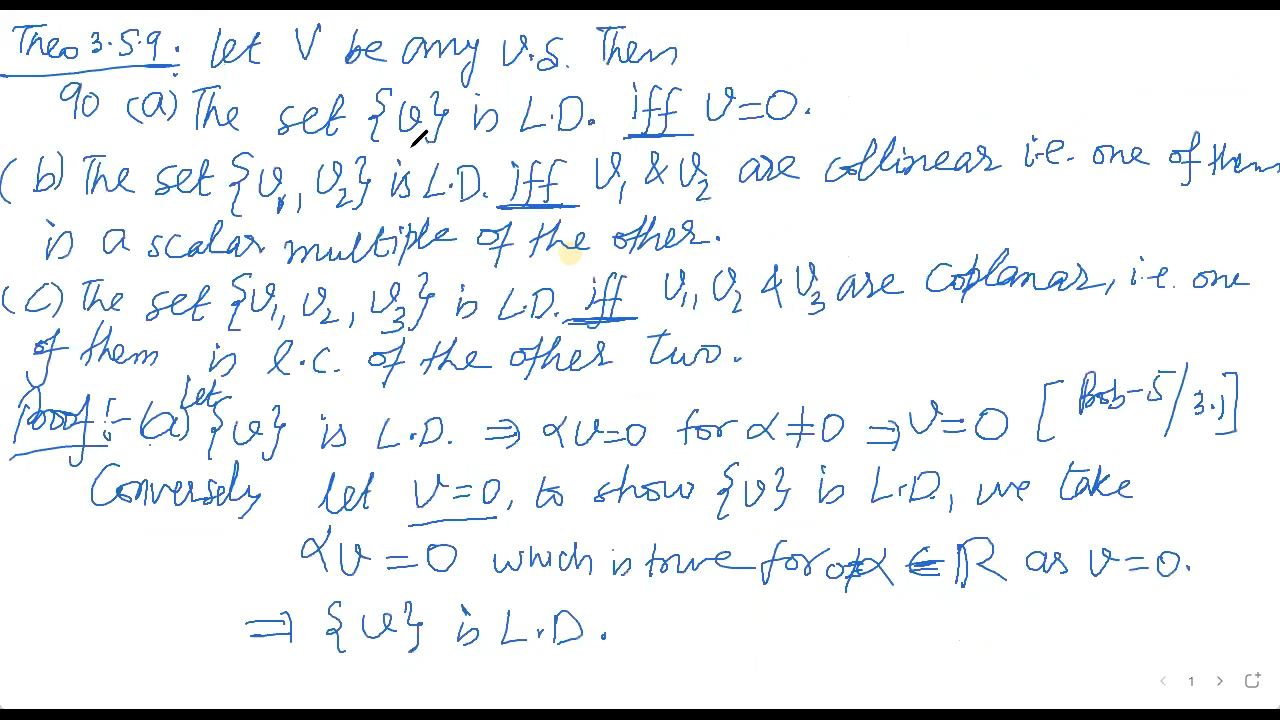 Theo 3.5.9. let V be any v.s. Then
90 (a) The set {v} is L.D. iff v=0.
(b) The set {v₁, v₂} is L.D. iff v₁ & v₂ are collinear i.e. one of them
is a scalar multiple of the other.
(c) The set {v₁, v₂, v₃} is L.D. iff v₁, v₂ & v₃ are coplanar, i.e. one
of them is l.c. of the other two.
Proof:- (a) Let {v} is L.D. ⇒ αv=0 for α≠0 ⇒ v=0 [Prob-5/3.1]
Conversely let v=0, to show {v} is L.D, we take
αv=0 which is true for 0≠α ∈ ℝ as v=0.
⇒ {v} is L.D.
1